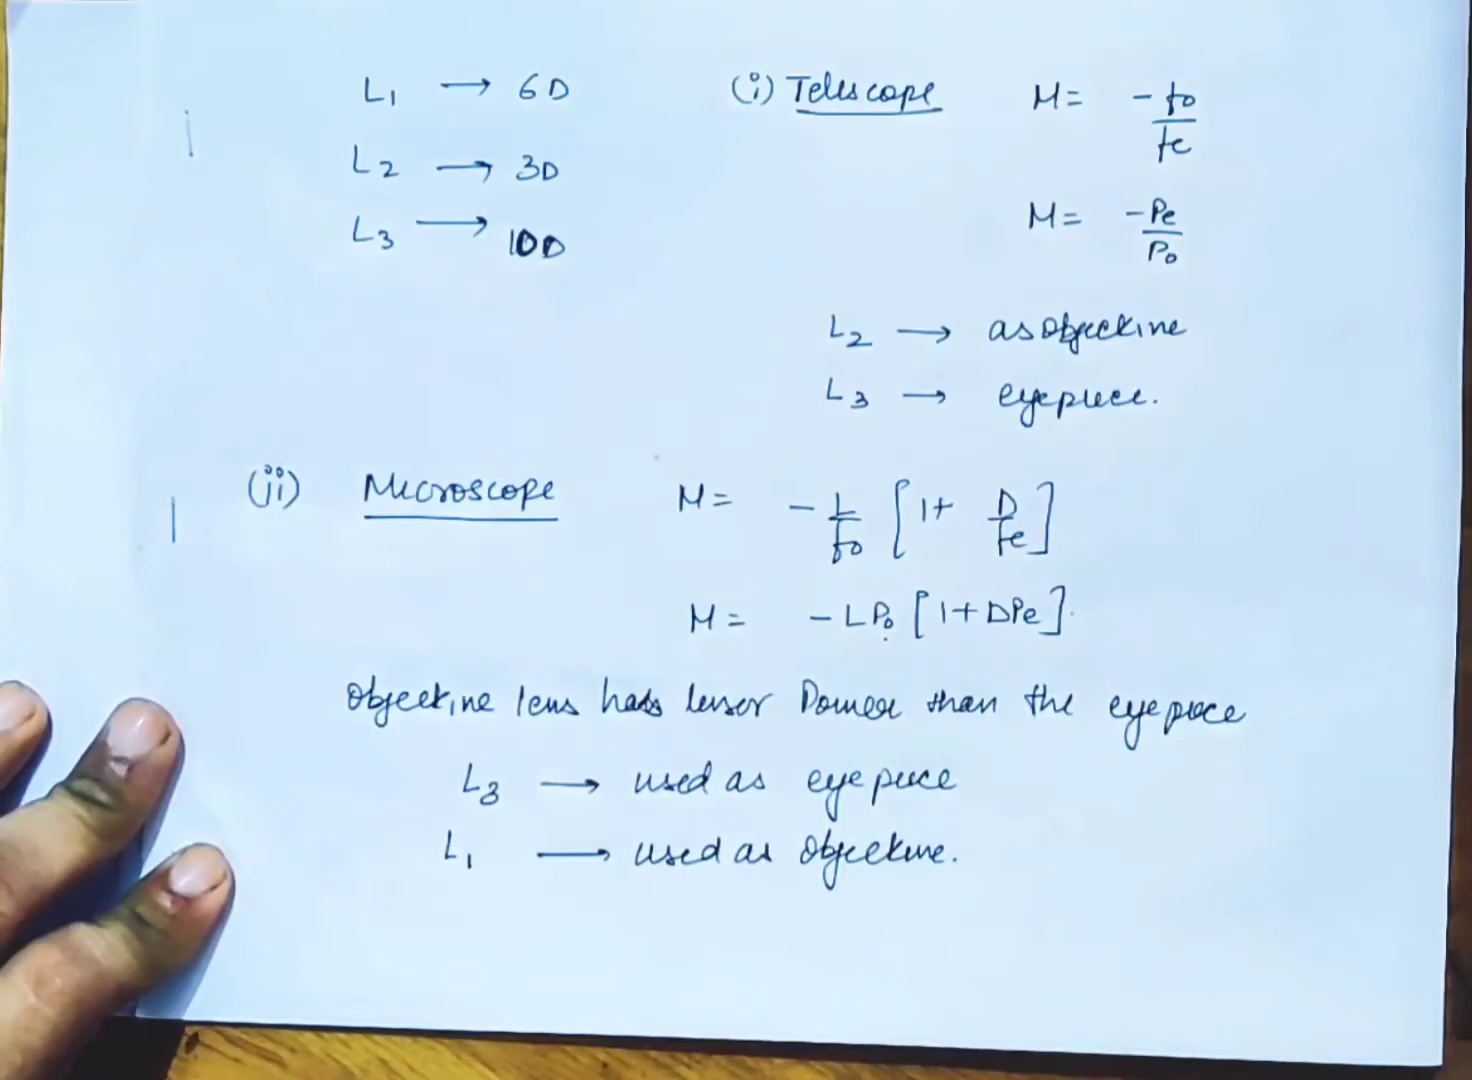 L1 → 6D
L2 → 3D
L3 → 10D
(i) Telescope M = -fo/fe
M = -Pe/Po
L2 → as objective
L3 → eyepiece.
(ii) Microscope M = -L/fo [1+ D/fe]
M = -LPo [1+DPe]
Objective lens has lesser Power than the eyepiece
L3 → used as eyepiece
L1 → used as objective.